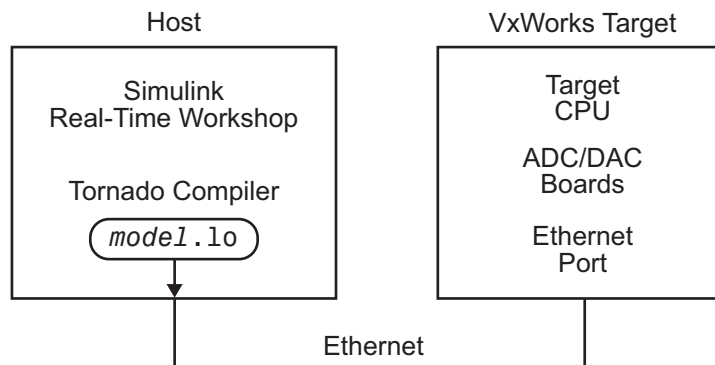 Host
VxWorks Target
Simulink
Real-Time Workshop
Tornado Compiler
model.lo
Target
CPU
ADC/DAC
Boards
Ethernet
Port
Ethernet